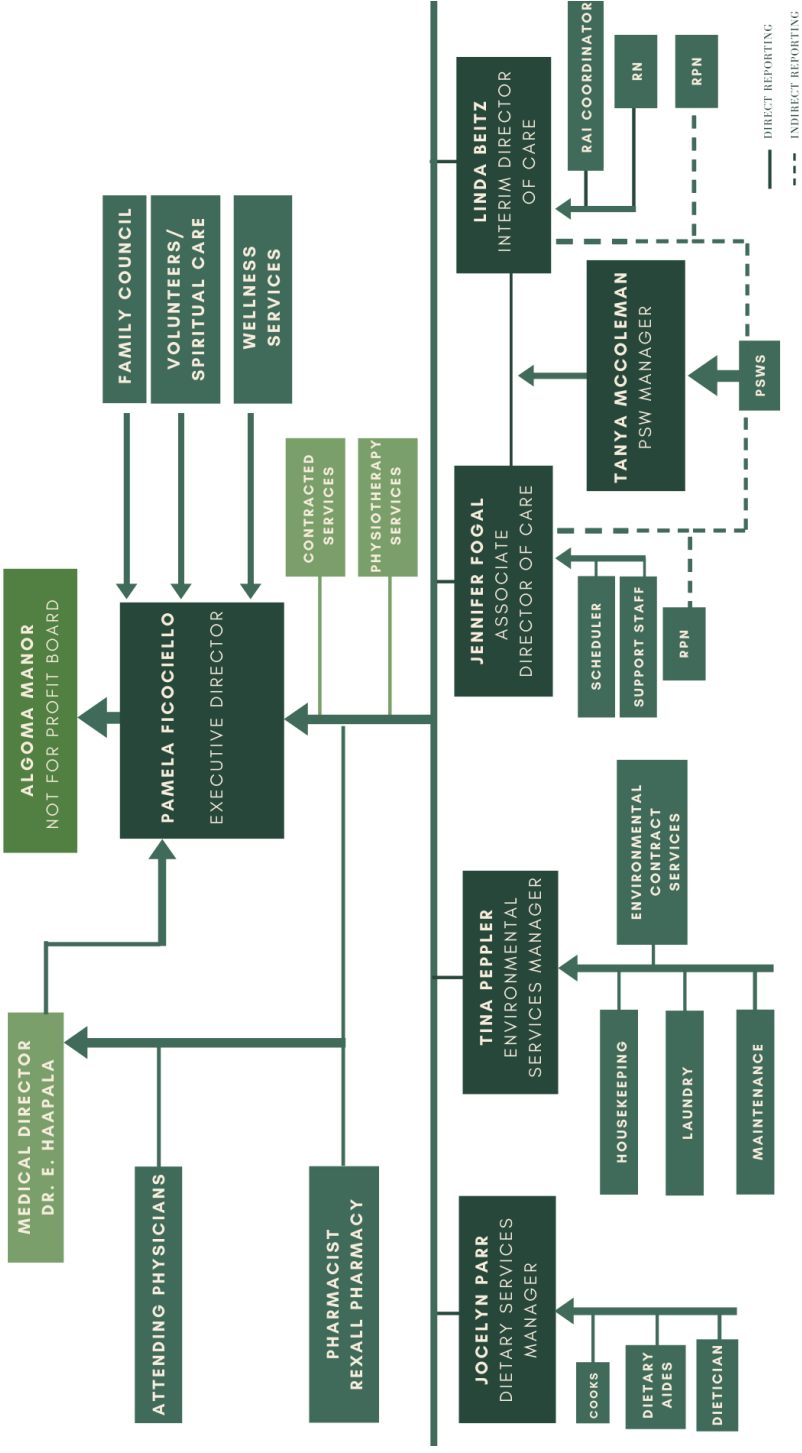 ALGOMA MANOR
NOT FOR PROFIT BOARD
MEDICAL DIRECTOR
DR. E. HAAPALA
PAMELA FICOCIELLO
EXECUTIVE DIRECTOR
FAMILY COUNCIL
VOLUNTEERS/
SPIRITUAL CARE
WELLNESS
SERVICES
ATTENDING PHYSICIANS
PHARMACIST
REXALL PHARMACY
CONTRACTED
SERVICES
PHYSIOTHERAPY
SERVICES
JOCELYN PARR
DIETARY SERVICES
MANAGER
TINA PEPPLER
ENVIRONMENTAL
SERVICES MANAGER
JENNIFER FOGAL
ASSOCIATE
DIRECTOR OF CARE
LINDA BEITZ
INTERIM DIRECTOR
OF CARE
COOKS
DIETARY
AIDES
DIETICIAN
HOUSEKEEPING
LAUNDRY
MAINTENANCE
ENVIRONMENTAL
CONTRACT
SERVICES
SCHEDULER
SUPPORT STAFF
RPN
TANYA MCCOLEMAN
PSW MANAGER
PSWS
RAI COORDINATOR
RN
RPN
DIRECT REPORTING
INDIRECT REPORTING